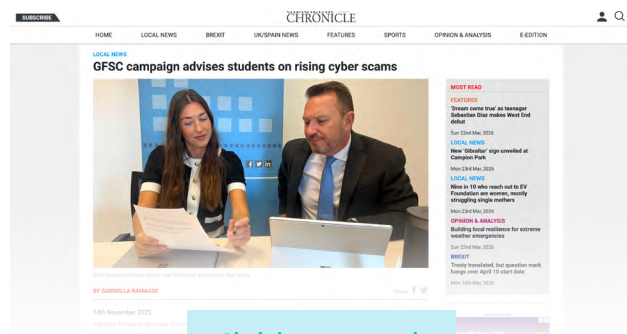 SUBSCRIBE
CHRONICLE
HOME
LOCAL NEWS
BREXIT
UK/SPAIN NEWS
FEATURES
SPORTS
OPINION & ANALYSIS
E-EDITION
LOCAL NEWS
GFSC campaign advises students on rising cyber scams
BY GABRIELLA RAMAGGE
Share:
14th November 2025
MOST READ
FEATURES
'Dream come true' as teenager
Sebastian Diaz makes West End
debut
Sun 22nd Mar, 2026
LOCAL NEWS
New 'Gibraltar' sign unveiled at
Campion Park
Mon 23rd Mar, 2026
LOCAL NEWS
Nine in 10 who reach out to EV
Foundation are women, mostly
struggling single mothers
Mon 23rd Mar, 2026
OPINION & ANALYSIS
Building local resilience for extreme
weather emergencies
Sun 22nd Mar, 2026
BREXIT
Treaty translated, but question mark
hangs over April 10 start date
Mon 16th Mar, 2026